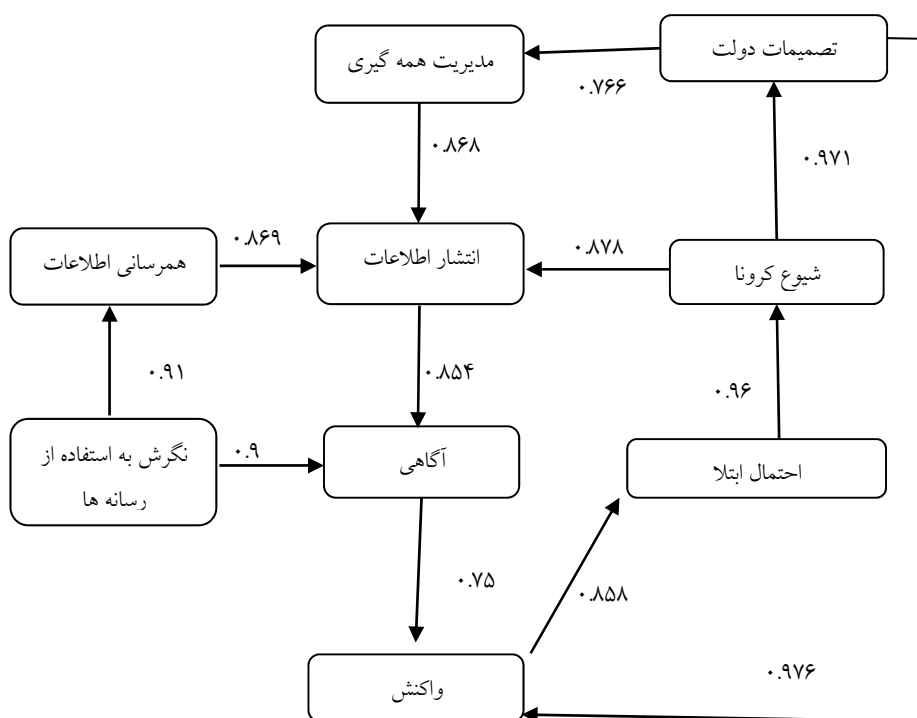 تصمیمات دولت
مدیریت همه گیری
۰.۷۶۶
۰.۸۶۸
۰.۹۷۱
۰.۸۶۹
۰.۸۷۸
انتشار اطلاعات
همرسانی اطلاعات
شیوع کرونا
۰.۹۱
۰.۸۵۴
۰.۹۶
نگرش به استفاده از
رسانه ها
۰.۹
آگاهی
احتمال ابتلا
۰.۷۵
۰.۸۵۸
۰.۹۷۶
واکنش